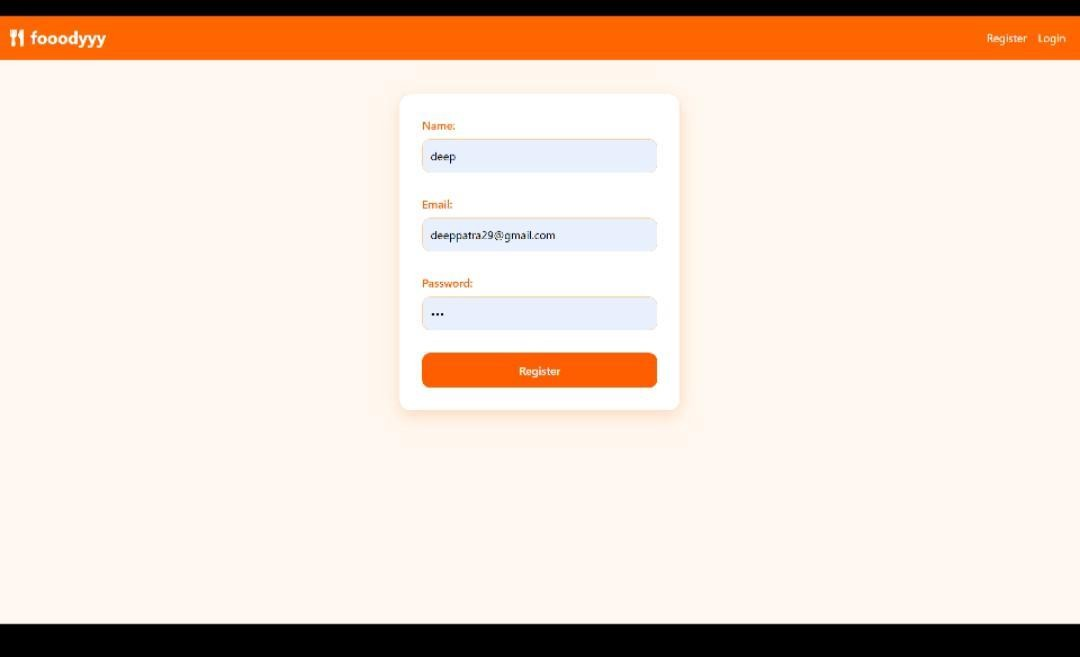 fooodyyy
Register Login
Name:
deep
Email:
deeppatra29@gmail.com
Password:
•••
Register